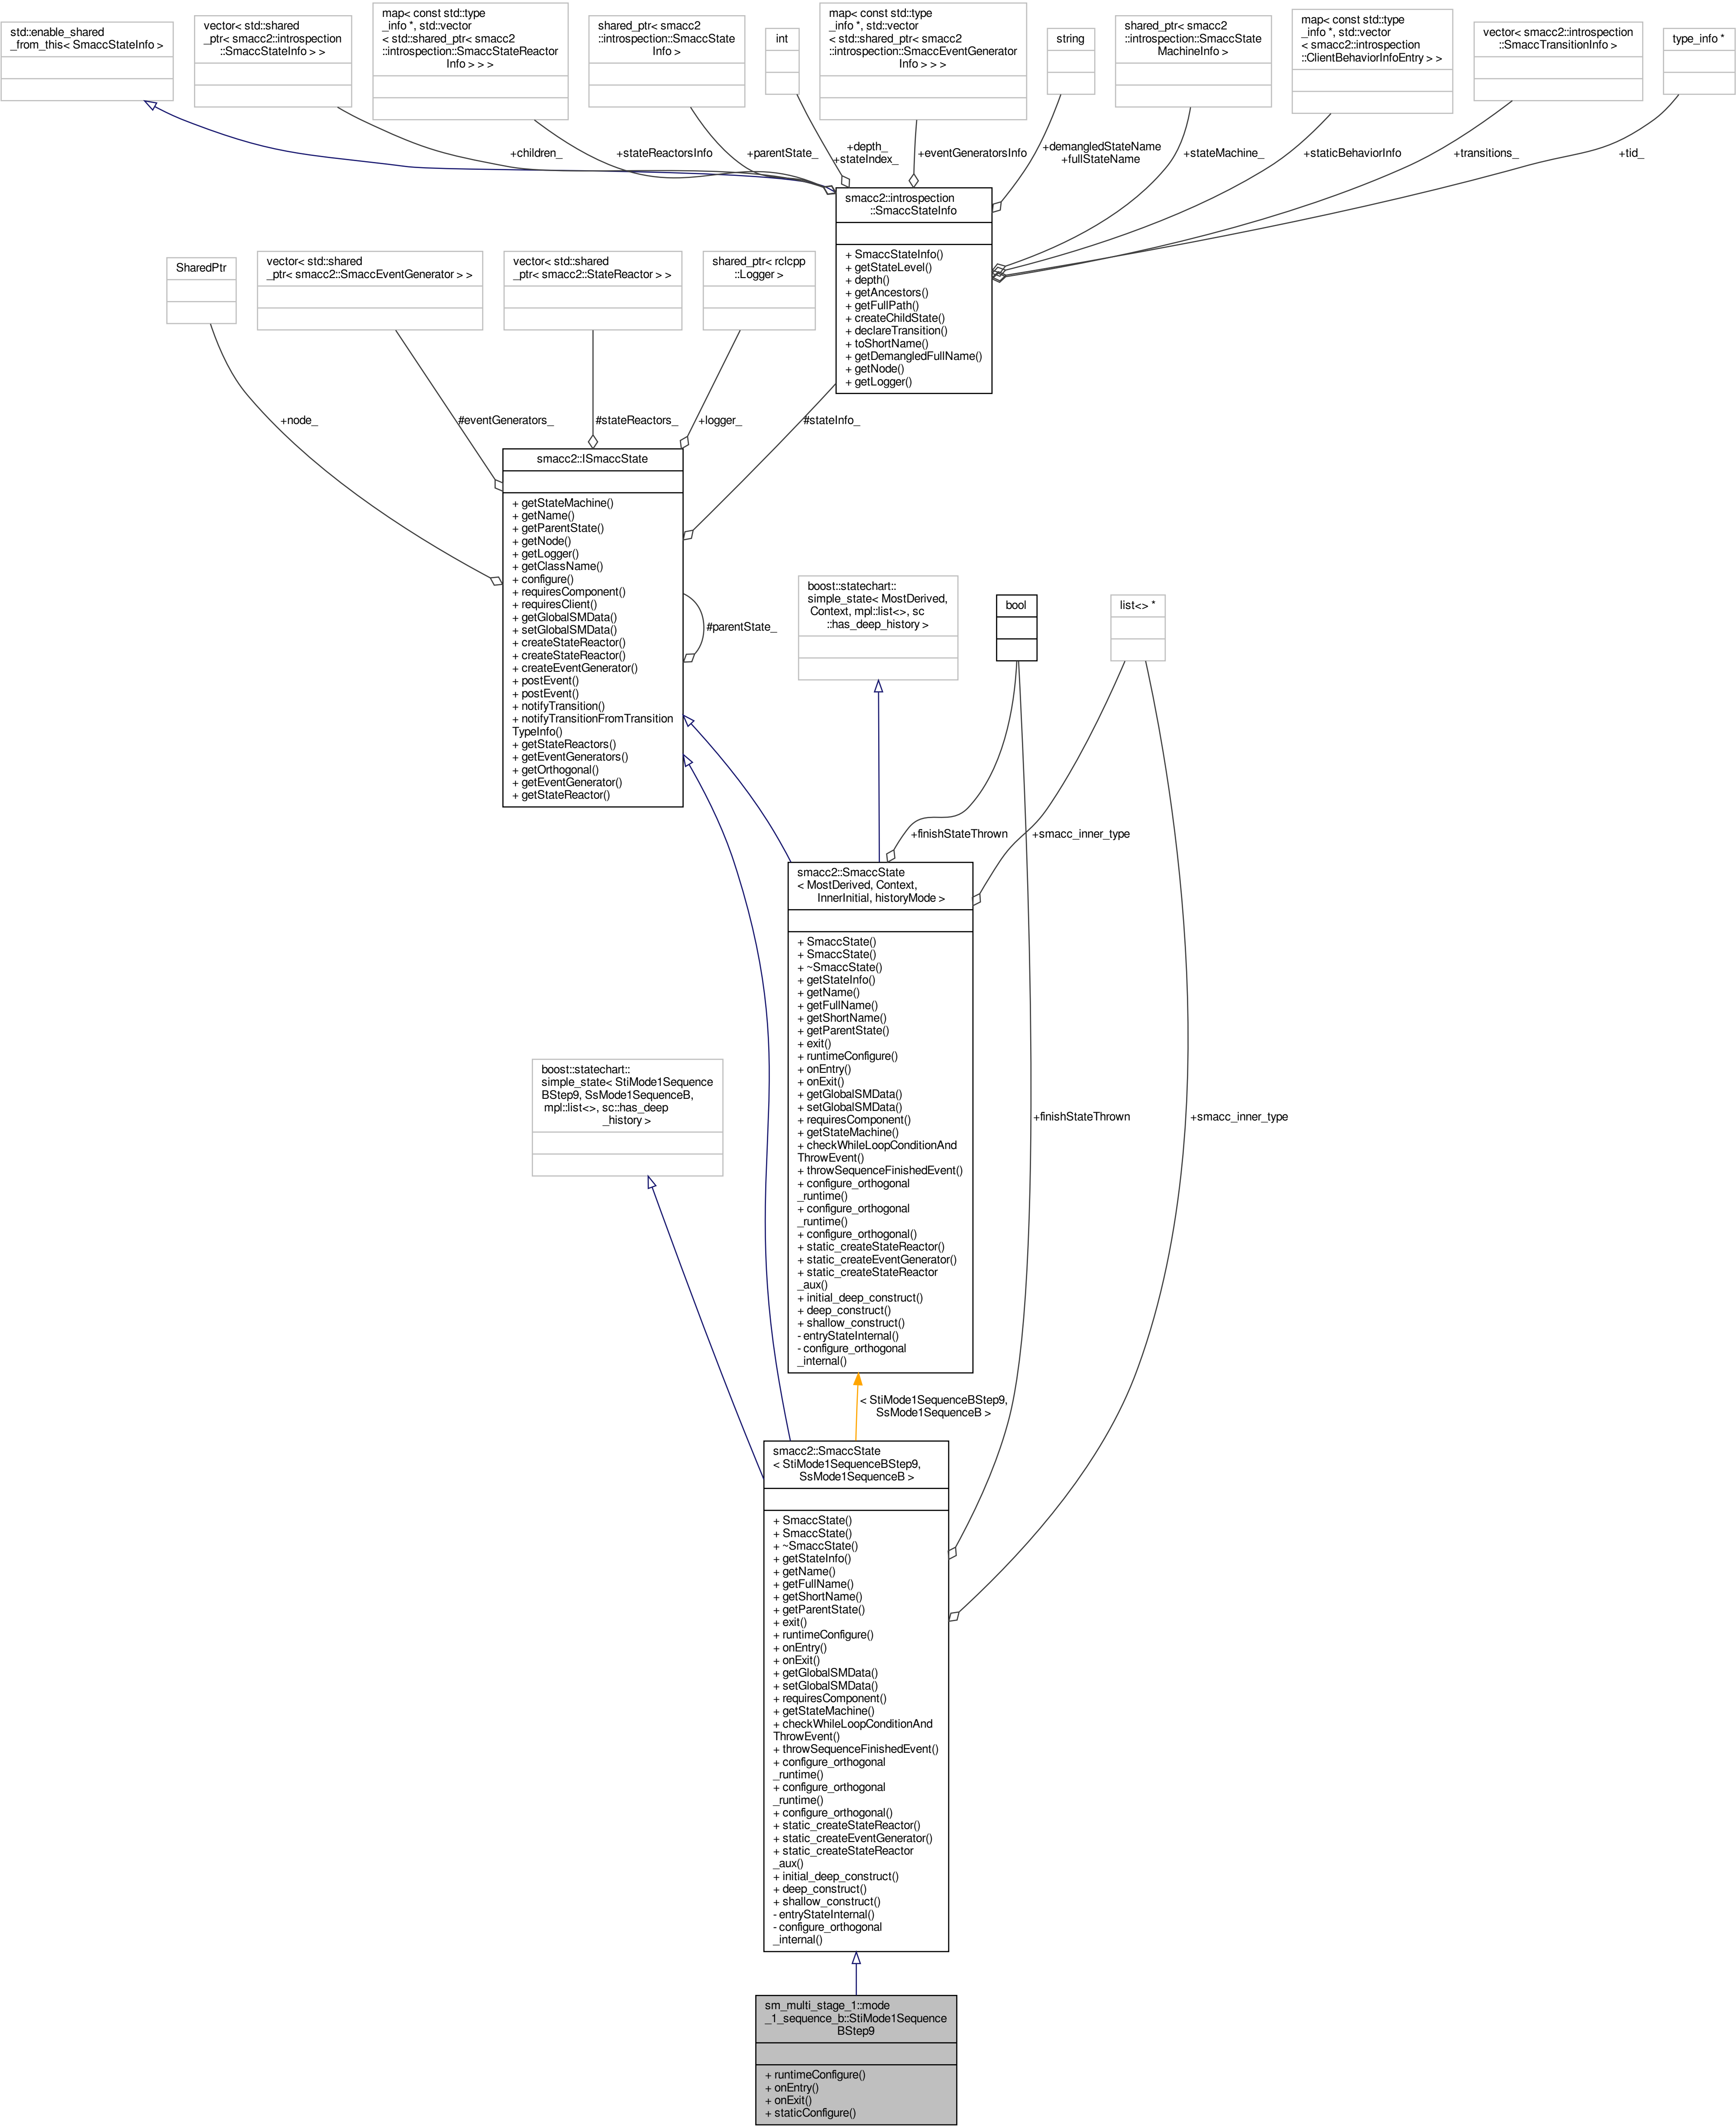 std::enable_shared
_from_this< SmaccStateInfo >
vector< std::shared
_ptr< smacc2::introspection
::SmaccStateInfo > >
map< const std::type
_info *, std::vector
< std::shared_ptr< smacc2
::introspection::SmaccStateReactor
Info > > >
shared_ptr< smacc2
::introspection::SmaccState
Info >
int
map< const std::type
_info *, std::vector
< std::shared_ptr< smacc2
::introspection::SmaccEventGenerator
Info > > >
string
shared_ptr< smacc2
::introspection::SmaccState
MachineInfo >
map< const std::type
_info *, std::vector
< smacc2::introspection
::ClientBehaviorInfoEntry > >
vector< smacc2::introspection
::SmaccTransitionInfo >
type_info *
+children_
+stateReactorsInfo
+parentState_
+depth_
+stateIndex_
+eventGeneratorsInfo
+demangledStateName
+fullStateName
+stateMachine_
+staticBehaviorInfo
+transitions_
+tid_
smacc2::introspection
::SmaccStateInfo
+ SmaccStateInfo()
+ getStateLevel()
+ depth()
+ getAncestors()
+ getFullPath()
+ createChildState()
+ declareTransition()
+ toShortName()
+ getDemangledFullName()
+ getNode()
+ getLogger()
SharedPtr
vector< std::shared
_ptr< smacc2::SmaccEventGenerator > >
vector< std::shared
_ptr< smacc2::StateReactor > >
shared_ptr< rclcpp
::Logger >
+node_
#eventGenerators_
#stateReactors_
+logger_
#stateInfo_
smacc2::ISmaccState
+ getStateMachine()
+ getName()
+ getParentState()
+ getNode()
+ getLogger()
+ getClassName()
+ configure()
+ requiresComponent()
+ requiresClient()
+ getGlobalSMData()
+ setGlobalSMData()
+ createStateReactor()
+ createStateReactor()
+ createEventGenerator()
+ postEvent()
+ postEvent()
+ notifyTransition()
+ notifyTransitionFromTransition
TypeInfo()
+ getStateReactors()
+ getEventGenerators()
+ getOrthogonal()
+ getEventGenerator()
+ getStateReactor()
#parentState_
boost::statechart::
simple_state< MostDerived,
Context, mpl::list<>, sc
::has_deep_history >
bool
list<> *
+finishStateThrown
+smacc_inner_type
smacc2::SmaccState
< MostDerived, Context,
InnerInitial, historyMode >
+ SmaccState()
+ SmaccState()
+ ~SmaccState()
+ getStateInfo()
+ getName()
+ getFullName()
+ getShortName()
+ getParentState()
+ exit()
+ runtimeConfigure()
+ onEntry()
+ onExit()
+ getGlobalSMData()
+ setGlobalSMData()
+ requiresComponent()
+ getStateMachine()
+ checkWhileLoopConditionAnd
ThrowEvent()
+ throwSequenceFinishedEvent()
+ configure_orthogonal
_runtime()
+ configure_orthogonal
_runtime()
+ configure_orthogonal()
+ static_createStateReactor()
+ static_createEventGenerator()
+ static_createStateReactor
_aux()
+ initial_deep_construct()
+ deep_construct()
+ shallow_construct()
- entryStateInternal()
- configure_orthogonal
_internal()
boost::statechart::
simple_state< StiMode1Sequence
BStep9, SsMode1SequenceB,
mpl::list<>, sc::has_deep
_history >
+finishStateThrown
+smacc_inner_type
< StiMode1SequenceBStep9,
SsMode1SequenceB >
smacc2::SmaccState
< StiMode1SequenceBStep9,
SsMode1SequenceB >
+ SmaccState()
+ SmaccState()
+ ~SmaccState()
+ getStateInfo()
+ getName()
+ getFullName()
+ getShortName()
+ getParentState()
+ exit()
+ runtimeConfigure()
+ onEntry()
+ onExit()
+ getGlobalSMData()
+ setGlobalSMData()
+ requiresComponent()
+ getStateMachine()
+ checkWhileLoopConditionAnd
ThrowEvent()
+ throwSequenceFinishedEvent()
+ configure_orthogonal
_runtime()
+ configure_orthogonal
_runtime()
+ configure_orthogonal()
+ static_createStateReactor()
+ static_createEventGenerator()
+ static_createStateReactor
_aux()
+ initial_deep_construct()
+ deep_construct()
+ shallow_construct()
- entryStateInternal()
- configure_orthogonal
_internal()
sm_multi_stage_1::mode
_1_sequence_b::StiMode1Sequence
BStep9
+ runtimeConfigure()
+ onEntry()
+ onExit()
+ staticConfigure()